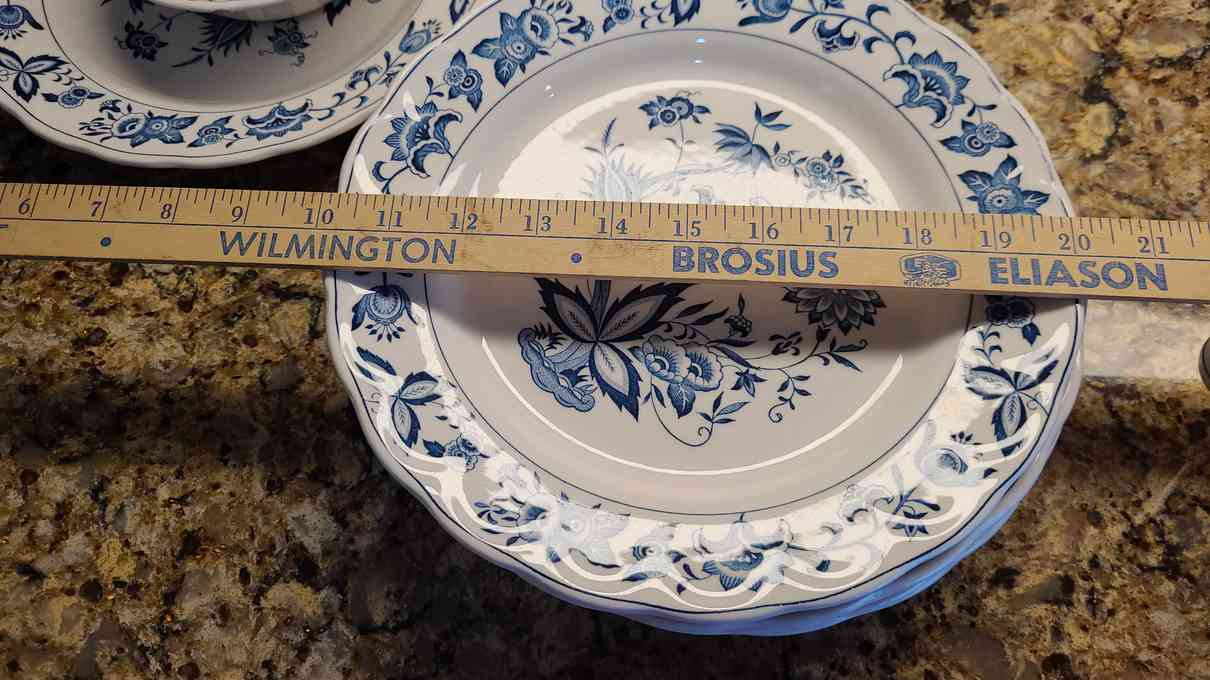 6 7 8 9 10 11 12 13 14 15 16 17 18 19 20 21
WILMINGTON BROSIUS ELIASON